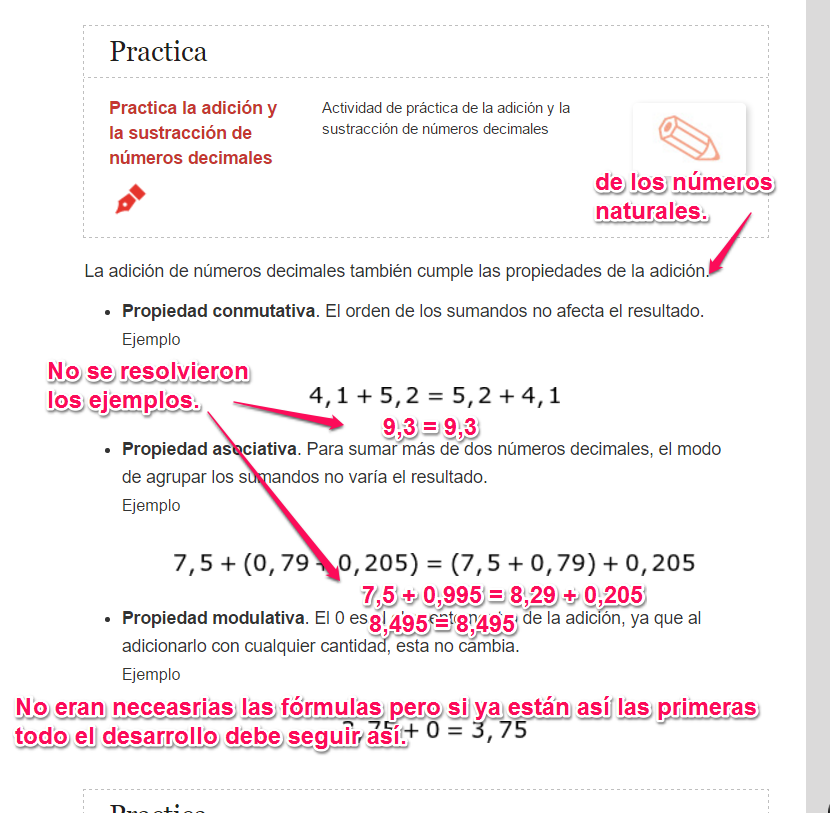 Practica
Practica la adición y
la sustracción de
números decimales
Actividad de práctica de la adición y la
sustracción de números decimales
de los números
naturales.
La adición de números decimales también cumple las propiedades de la adición.
• Propiedad conmutativa. El orden de los sumandos no afecta el resultado.
Ejemplo
No se resolvieron
los ejemplos.
4,1 + 5,2 = 5,2 + 4,1
9,3 = 9,3
• Propiedad asociativa. Para sumar más de dos números decimales, el modo
de agrupar los sumandos no varía el resultado.
Ejemplo
7,5 + (0,79 + 0,205) = (7,5 + 0,79) + 0,205
7,5 + 0,995 = 8,29 + 0,205
8,495 = 8,495
• Propiedad modulativa. El 0 es de la adición, ya que al
adicionarlo con cualquier cantidad, esta no cambia.
Ejemplo
No eran neceasrias las fórmulas pero si ya están así las primeras
todo el desarrollo debe seguir así.
3,75 + 0 = 3,75
Practica